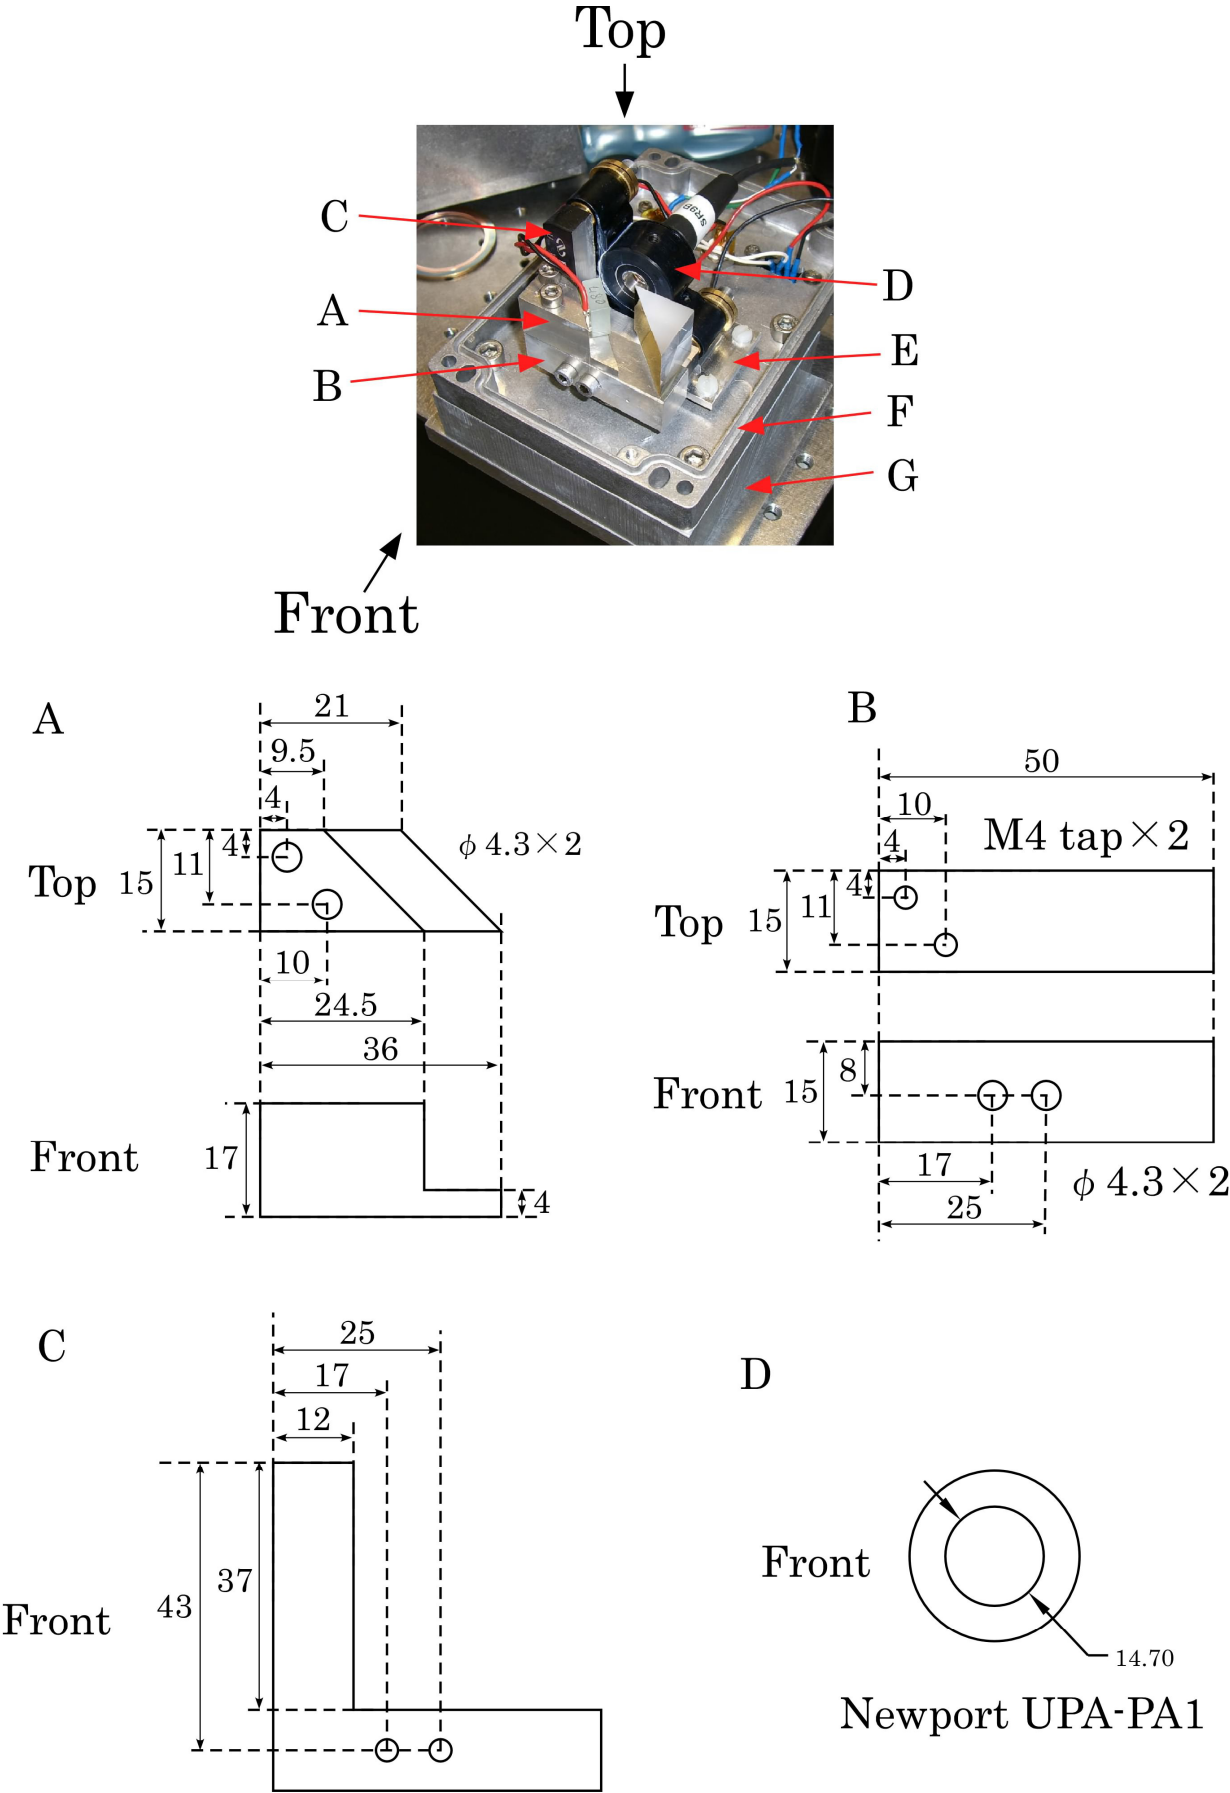 Top
C
A
B
D
E
F
G
Front
A
21
9.5
4
4
11
15
Top
φ 4.3×2
10
24.5
36
Front
17
4
B
50
10
M4 tap×2
4
4
11
15
Top
Front
15
8
17
25
φ 4.3×2
C
25
17
12
37
43
Front
D
Front
14.70
Newport UPA-PA1